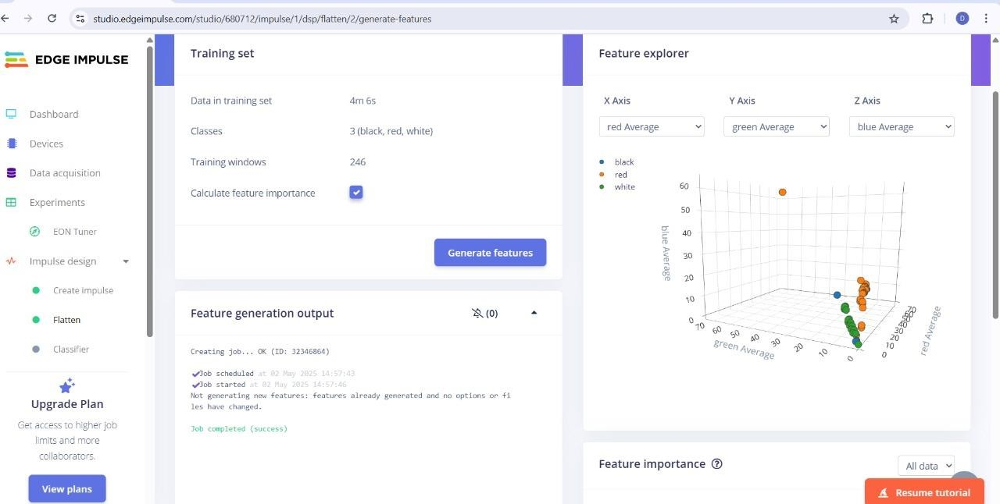 studio.edgeimpulse.com/studio/680712/impulse/1/dsp/flatten/2/generate-features
D
EDGE IMPULSE
Dashboard
Devices
Data acquisition
Experiments
EON Tuner
Impulse design
Create impulse
Flatten
Classifier
Upgrade Plan
Get access to higher job
limits and more
collaborators.
View plans
Training set
Data in training set 4m 6s
Classes 3 (black, red, white)
Training windows 246
Calculate feature importance
Generate features
Feature generation output (0)
Creating job... OK (ID: 32346864)
Job scheduled at 02 May 2025 14:57:43
Job started at 02 May 2025 14:57:46
Not generating new features: features already generated and no options or fi
les have changed.
Job completed (success)
Feature explorer
X Axis Y Axis Z Axis
red Average green Average blue Average
black
red
white
60
50
40
30
20
10
0
blue Average
70 60 50 40 30 20 10 0
green Average
70 60 50 40 30 20 10 0
red Average
Feature importance ? All data
Resume tutorial